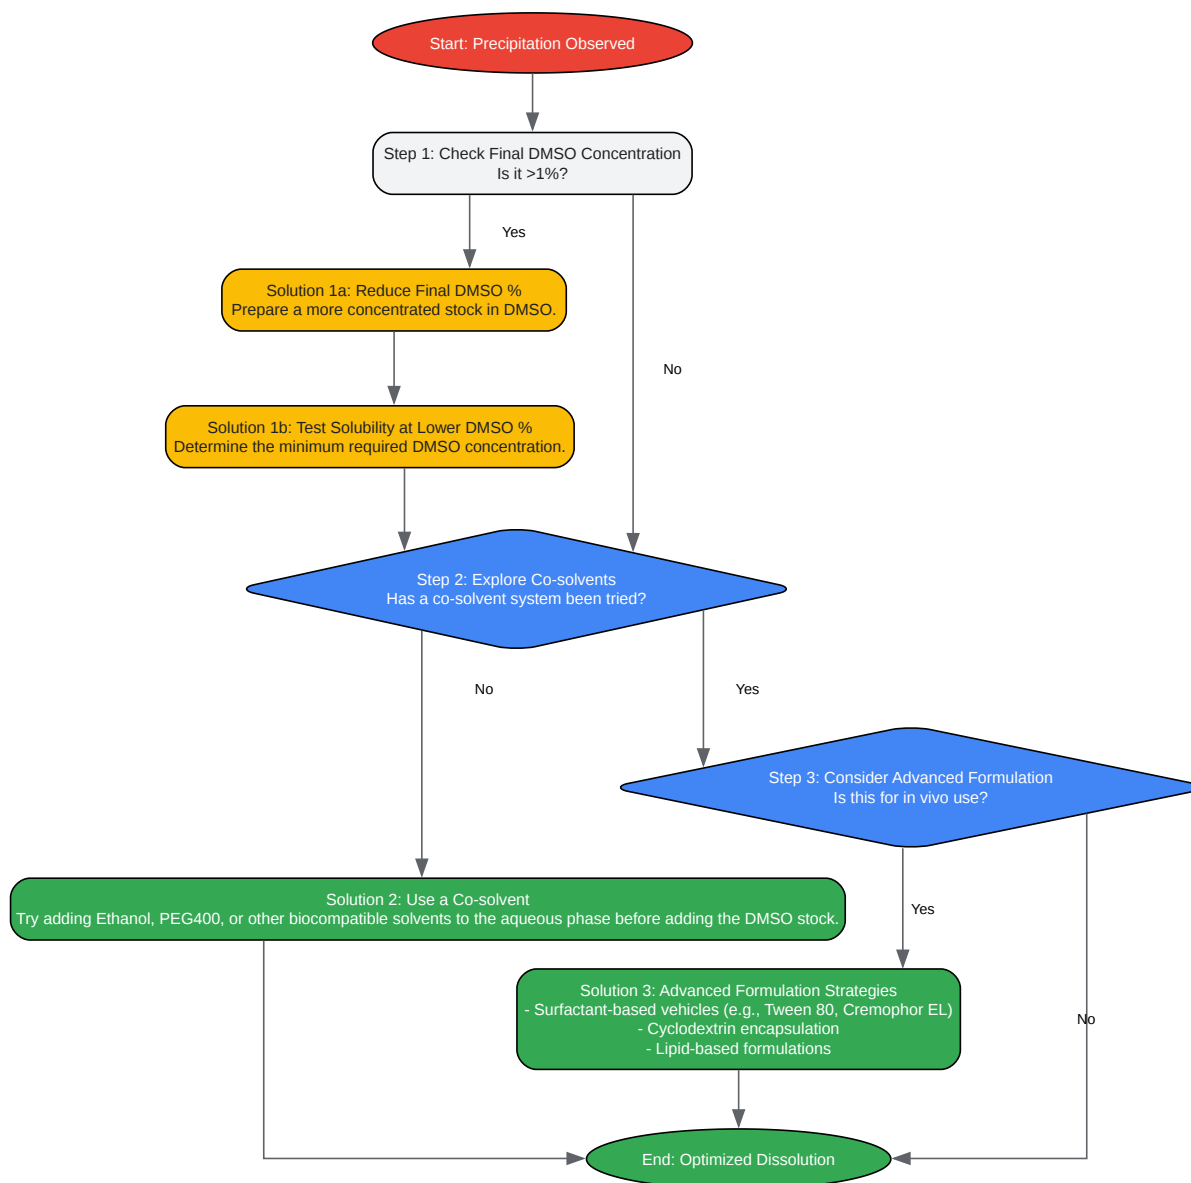 Start: Precipitation Observed
Step 1: Check Final DMSO Concentration
Is it >1%?
Yes
Solution 1a: Reduce Final DMSO %
Prepare a more concentrated stock in DMSO.
No
Solution 1b: Test Solubility at Lower DMSO %
Determine the minimum required DMSO concentration.
Step 2: Explore Co-solvents
Has a co-solvent system been tried?
No
Yes
Step 3: Consider Advanced Formulation
Is this for in vivo use?
Solution 2: Use a Co-solvent
Try adding Ethanol, PEG400, or other biocompatible solvents to the aqueous phase before adding the DMSO stock.
Yes
Solution 3: Advanced Formulation Strategies
- Surfactant-based vehicles (e.g., Tween 80, Cremophor EL)
- Cyclodextrin encapsulation
- Lipid-based formulations
No
End: Optimized Dissolution